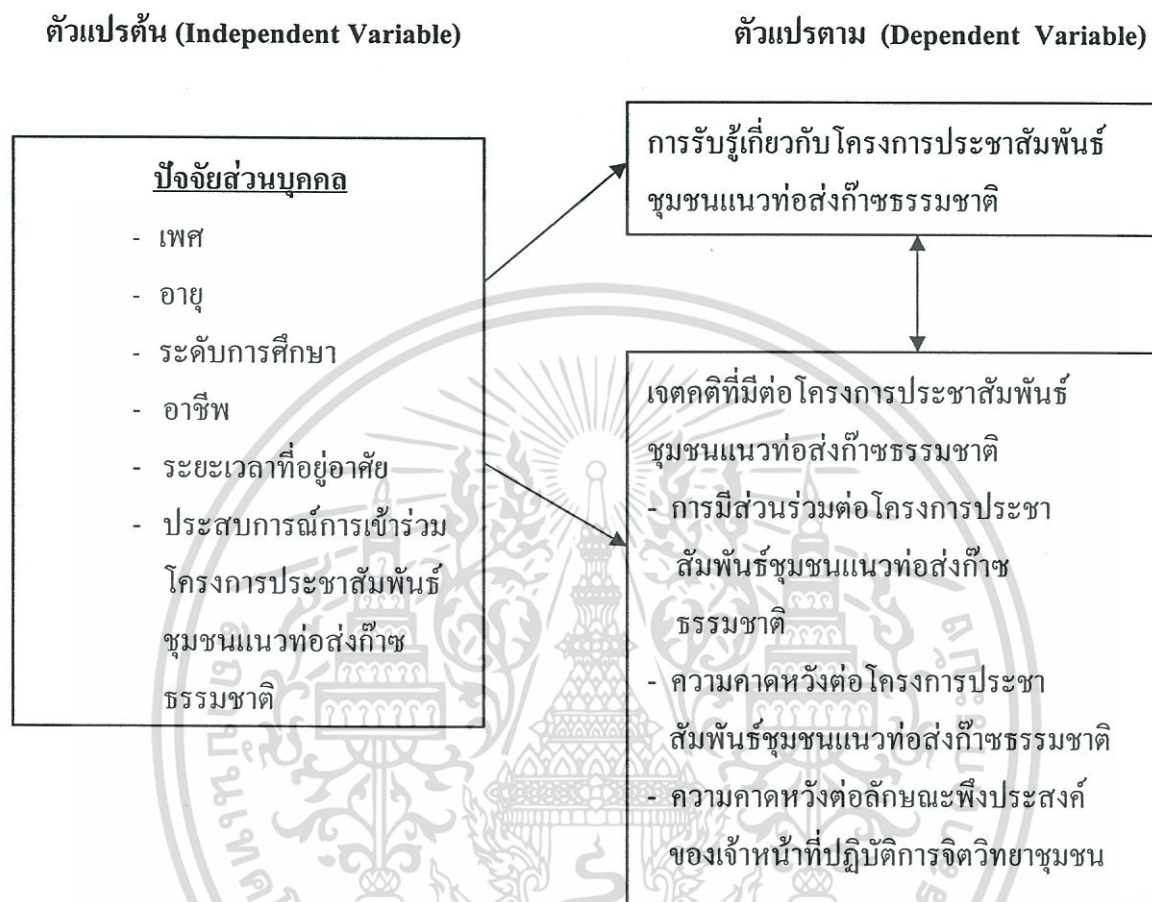 ตัวแปรต้น (Independent Variable)
ตัวแปรตาม (Dependent Variable)
ปัจจัยส่วนบุคคล
- เพศ
- อายุ
- ระดับการศึกษา
- อาชีพ
- ระยะเวลาที่อยู่อาศัย
- ประสบการณ์การเข้าร่วม
โครงการประชาสัมพันธ์
ชุมชนแนวท่อส่งก๊าซ
ธรรมชาติ
การรับรู้เกี่ยวกับโครงการประชาสัมพันธ์
ชุมชนแนวท่อส่งก๊าซธรรมชาติ
เจตคติที่มีต่อโครงการประชาสัมพันธ์
ชุมชนแนวท่อส่งก๊าซธรรมชาติ
- การมีส่วนร่วมต่อโครงการประชา
สัมพันธ์ชุมชนแนวท่อส่งก๊าซ
ธรรมชาติ
- ความคาดหวังต่อโครงการประชา
สัมพันธ์ชุมชนแนวท่อส่งก๊าซธรรมชาติ
- ความคาดหวังต่อลักษณะพึงประสงค์
ของเจ้าหน้าที่ปฏิบัติการจิตวิทยาชุมชน